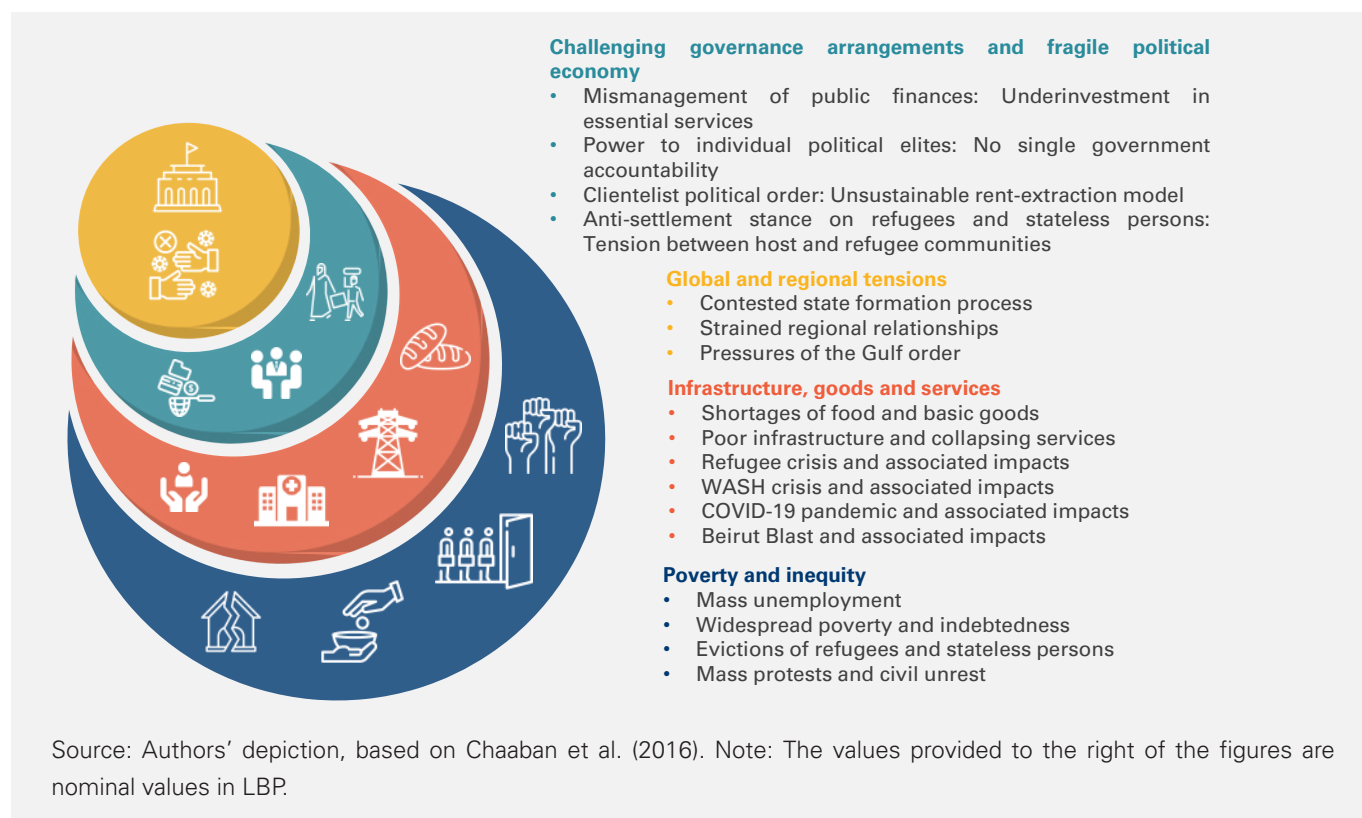 Challenging governance arrangements and fragile political
economy
• Mismanagement of public finances: Underinvestment in
essential services
• Power to individual political elites: No single government
accountability
• Clientelist political order: Unsustainable rent-extraction model
• Anti-settlement stance on refugees and stateless persons:
Tension between host and refugee communities
Global and regional tensions
• Contested state formation process
• Strained regional relationships
• Pressures of the Gulf order
Infrastructure, goods and services
• Shortages of food and basic goods
• Poor infrastructure and collapsing services
• Refugee crisis and associated impacts
• WASH crisis and associated impacts
• COVID-19 pandemic and associated impacts
• Beirut Blast and associated impacts
Poverty and inequity
• Mass unemployment
• Widespread poverty and indebtedness
• Evictions of refugees and stateless persons
• Mass protests and civil unrest
Source: Authors’ depiction, based on Chaaban et al. (2016). Note: The values provided to the right of the figures are
nominal values in LBP.